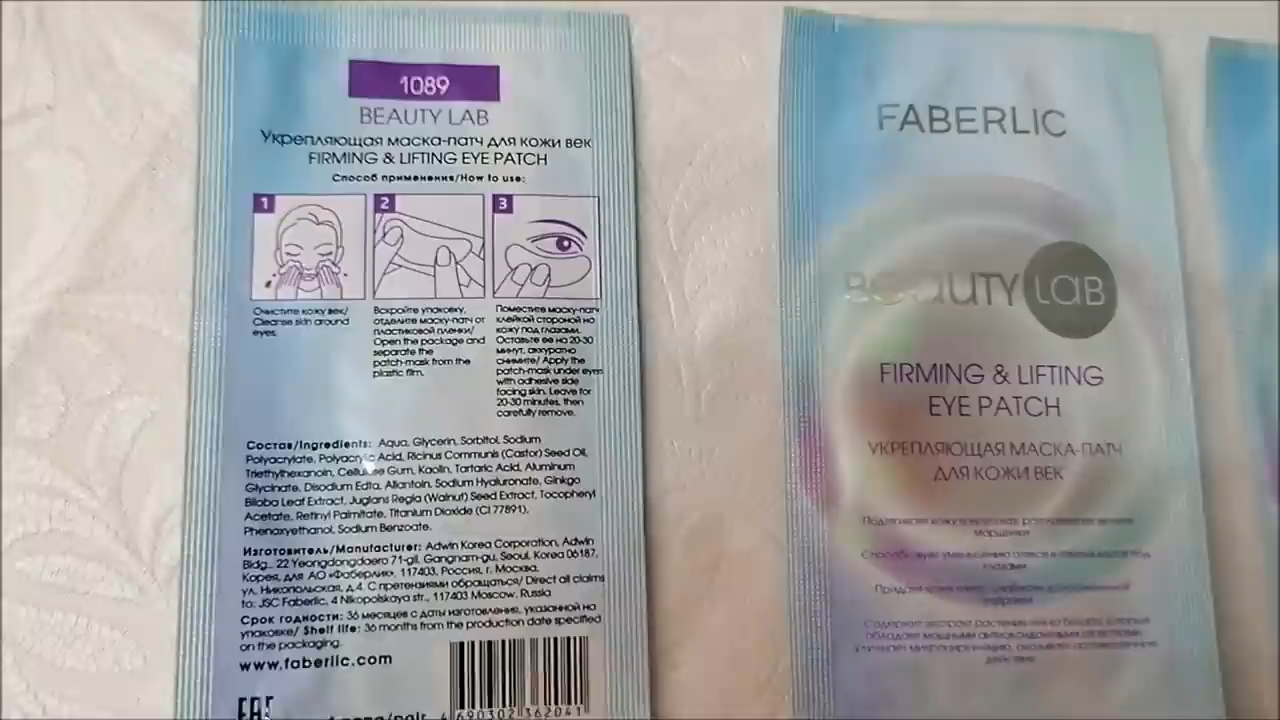 1089
BEAUTY LAB
Укрепляющая маска-патч для кожи век
FIRMING & LIFTING EYE PATCH
Способ применения/How to use:
1
2
3
Очистите кожу век/
Cleanse skin around
eyes.
Вскройте упаковку,
отделите маску-патч от
пластиковой пленки/
Open the package and
separate the
patch-mask from the
plastic film.
Поместите маску-патч
клейкой стороной на
кожу под глазами.
Оставьте ее на 20-30
минут, аккуратно
снимите/ Apply the
patch-mask under eyes
with adhesive side
facing skin. Leave for
20-30 minutes, then
carefully remove.
Состав/Ingredients: Aqua, Glycerin, Sorbitol, Sodium
Polyacrylate, Polyacrylic Acid, Ricinus Communis (Castor) Seed Oil,
Triethylhexanoin, Cellulose Gum, Kaolin, Tartaric Acid, Aluminum
Glycinate, Disodium Edta, Allantoin, Sodium Hyaluronate, Ginkgo
Biloba Leaf Extract, Juglans Regia (Walnut) Seed Extract, Tocopheryl
Acetate, Retinyl Palmitate, Titanium Dioxide (CI 77891),
Phenoxyethanol, Sodium Benzoate.
Изготовитель/Manufacturer: Adwin Korea Corporation, Adwin
Bldg., 22 Yeongdongdaero 71-gil, Gangnam-gu, Seoul, Korea 06187,
Корея, для АО «Фаберлик», 117403, Россия, г. Москва,
ул. Никопольская, д.4. С претензиями обращаться/ Direct all claims
to: JSC Faberlic, 4 Nikopolskaya str., 117403 Moscow, Russia
Срок годности: 36 месяцев с даты изготовления, указанной на
упаковке/ Shelf life: 36 months from the production date specified
on the packaging.
www.faberlic.com
EAC
4 690302 362041
FABERLIC
BEAUTY LAB
FIRMING & LIFTING
EYE PATCH
УКРЕПЛЯЮЩАЯ МАСКА-ПАТЧ
ДЛЯ КОЖИ ВЕК